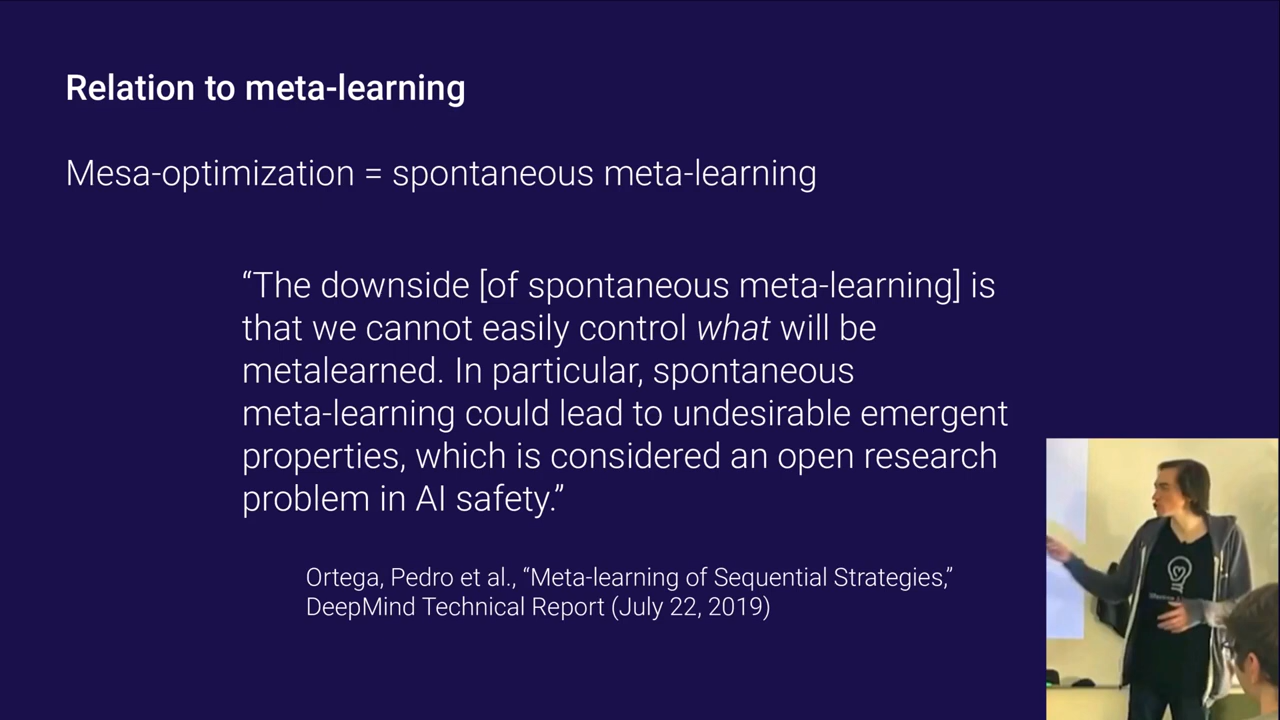 Relation to meta-learning
Mesa-optimization = spontaneous meta-learning
“The downside [of spontaneous meta-learning] is
that we cannot easily control what will be
metalearned. In particular, spontaneous
meta-learning could lead to undesirable emergent
properties, which is considered an open research
problem in AI safety.”
Ortega, Pedro et al., “Meta-learning of Sequential Strategies,”
DeepMind Technical Report (July 22, 2019)